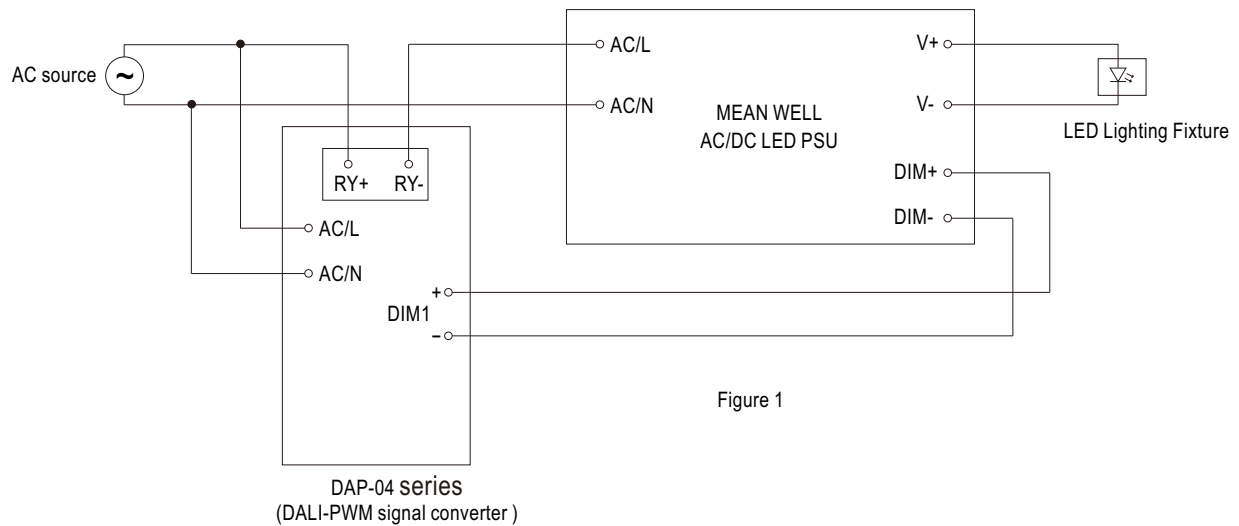 AC source
~
AC/L
AC/N
MEAN WELL
AC/DC LED PSU
V+
V-
DIM+
DIM-
LED Lighting Fixture
RY+ RY-
AC/L
AC/N
+
DIM1
-
Figure 1
DAP-04 series
(DALI-PWM signal converter )